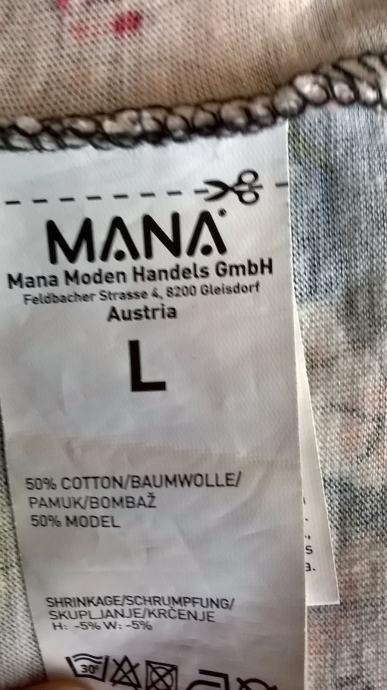 MANA®
Mana Moden Handels GmbH
Feldbacher Strasse 4, 8200 Gleisdorf
Austria
L
50% COTTON/BAUMWOLLE/
PAMUK/BOMBAŽ
50% MODEL
SHRINKAGE/SCHRUMPFUNG/
SKUPLJANJE/KRČENJE
H: -5% W: -5%
30°
s
a.